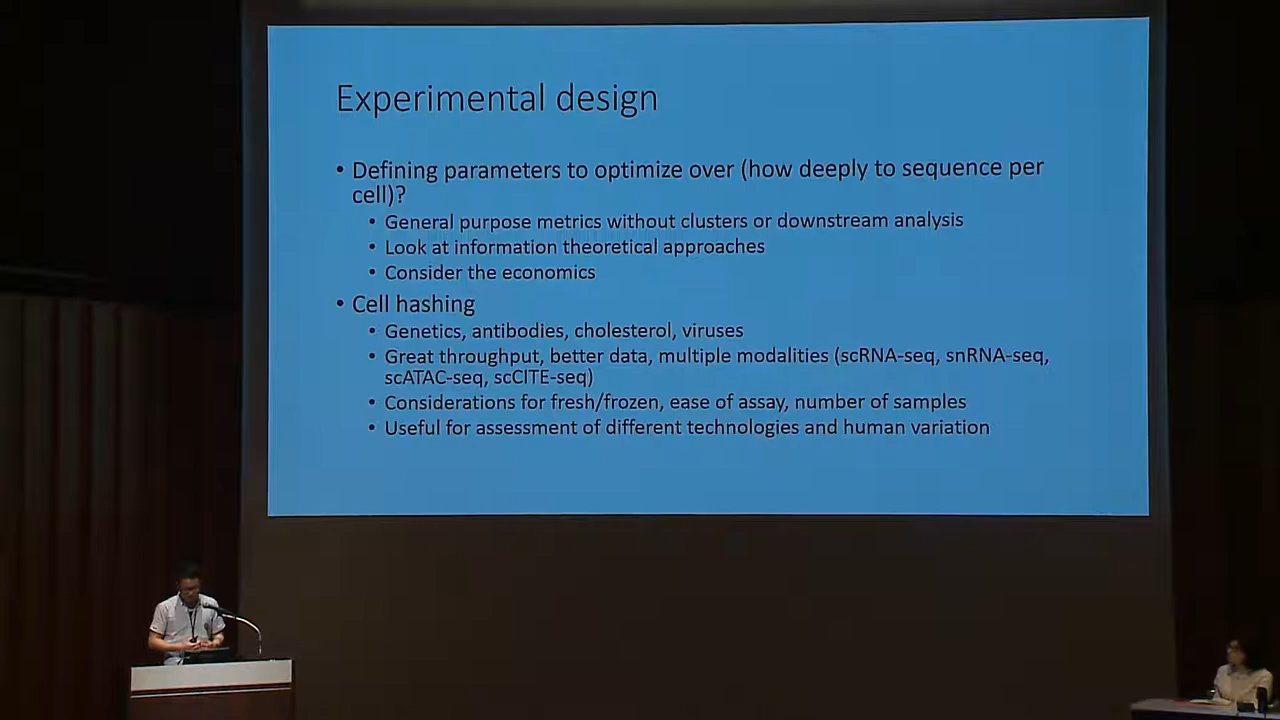 Experimental design
• Defining parameters to optimize over (how deeply to sequence per
cell)?
• General purpose metrics without clusters or downstream analysis
• Look at information theoretical approaches
• Consider the economics
• Cell hashing
• Genetics, antibodies, cholesterol, viruses
• Great throughput, better data, multiple modalities (scRNA-seq, snRNA-seq,
scATAC-seq, scCITE-seq)
• Considerations for fresh/frozen, ease of assay, number of samples
• Useful for assessment of different technologies and human variation